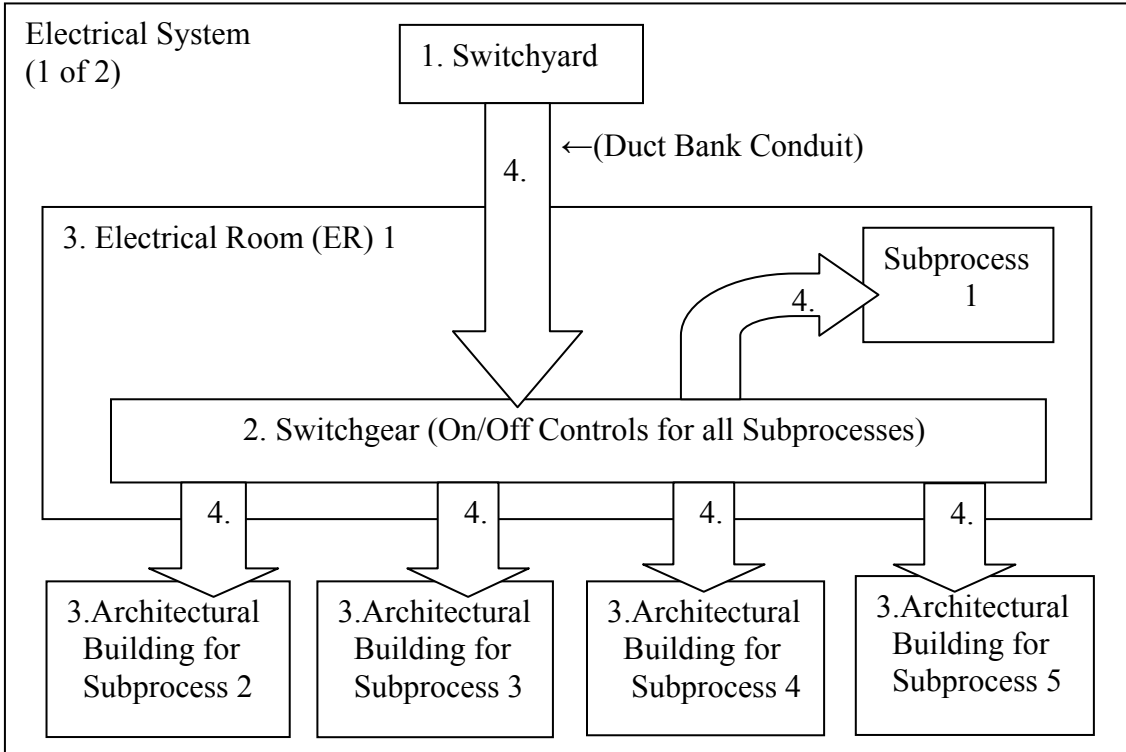 Electrical System
(1 of 2)
1. Switchyard
←(Duct Bank Conduit)
4.
3. Electrical Room (ER) 1
Subprocess
1
4.
2. Switchgear (On/Off Controls for all Subprocesses)
4.
4.
4.
4.
3.Architectural
Building for
Subprocess 2
3.Architectural
Building for
Subprocess 3
3.Architectural
Building for
Subprocess 4
3.Architectural
Building for
Subprocess 5